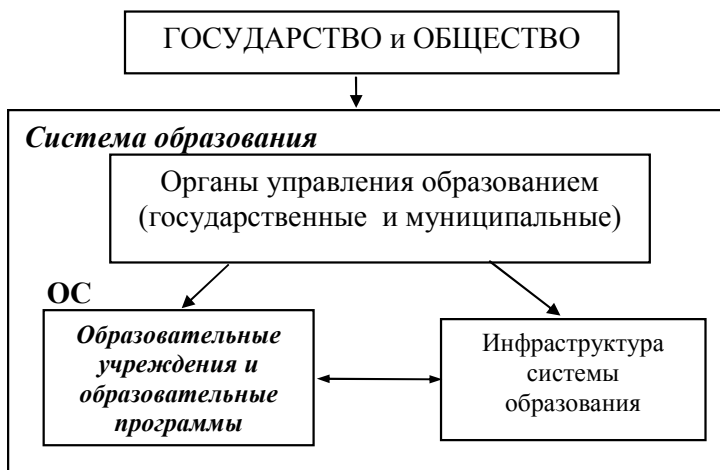 ГОСУДАРСТВО и ОБЩЕСТВО
Система образования
Органы управления образованием
(государственные и муниципальные)
ОС
Образовательные
учреждения и
образовательные
программы
Инфраструктура
системы
образования